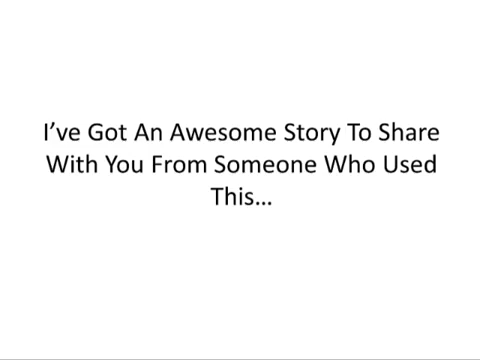 I’ve Got An Awesome Story To Share
With You From Someone Who Used
This…